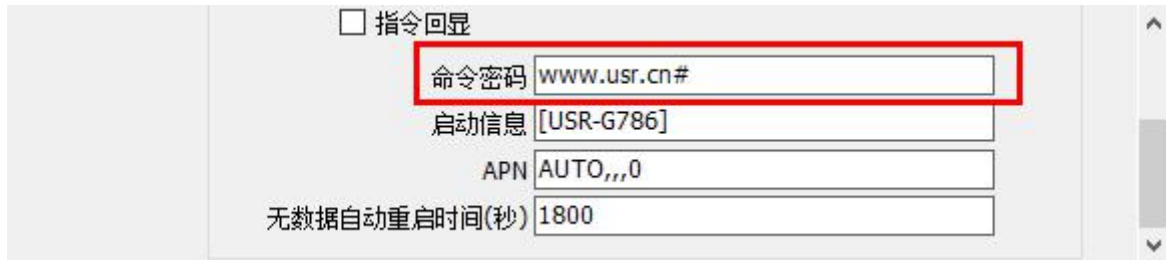 指令回显
命令密码 www.usr.cn#
启动信息 [USR-G786]
APN AUTO,,,0
无数据自动重启时间(秒) 1800